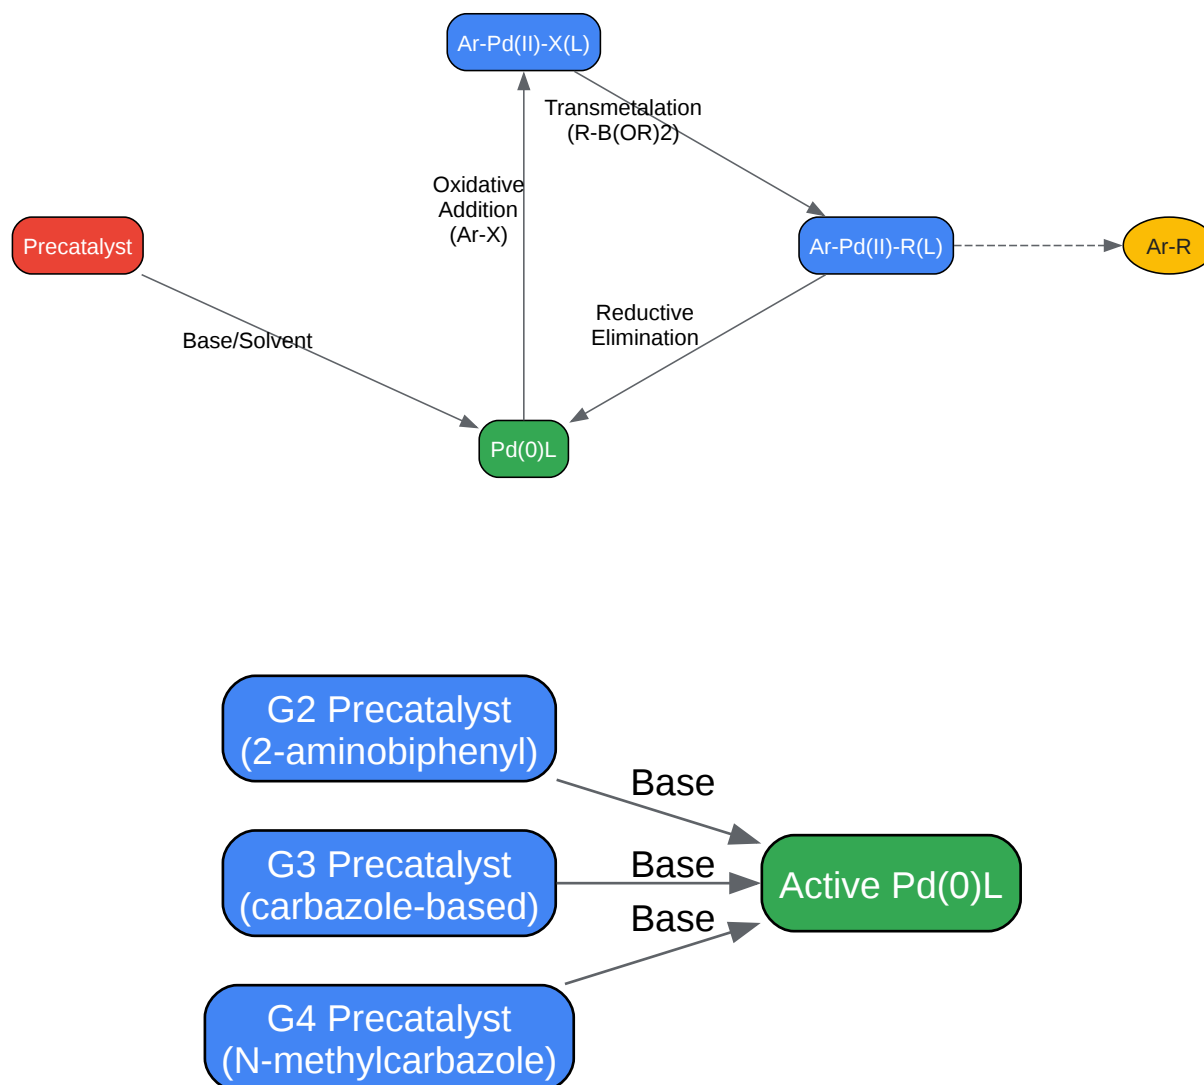 Ar-Pd(II)-X(L)
Transmetalation
(R-B(OR)2)
Oxidative
Addition
(Ar-X)
Precatalyst
Ar-Pd(II)-R(L)
Ar-R
Reductive
Elimination
Base/Solvent
Pd(0)L
G2 Precatalyst
(2-aminobiphenyl)
Base
G3 Precatalyst
(carbazole-based)
Base
Active Pd(0)L
Base
G4 Precatalyst
(N-methylcarbazole)